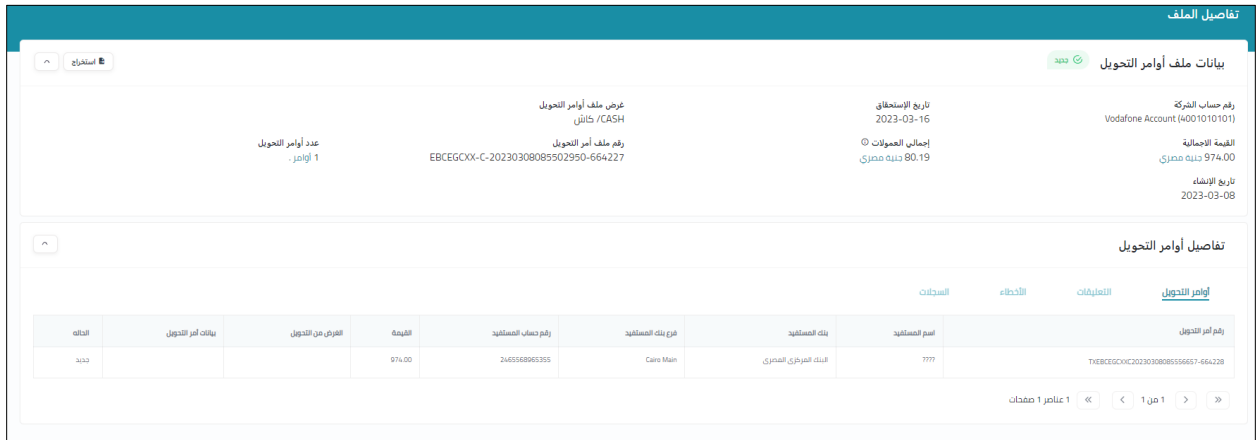 تفاصيل الملف
بيانات ملف أوامر التحويل جديد استخراج
رقم حساب الشركة تاريخ الإستحقاق غرض ملف أوامر التحويل
Vodafone Account (4001010101) 2023-03-16 CASH/ كاش
القيمة الاجمالية إجمالي العمولات رقم ملف أمر التحويل عدد أوامر التحويل
974.00 جنية مصري 80.19 جنية مصري EBCEGCXX-C-20230308085502950-664227 1 أوامر .
تاريخ الإنشاء
2023-03-08
تفاصيل أوامر التحويل
أوامر التحويل التعليقات الأخطاء السجلات
رقم أمر التحويل اسم المستفيد بنك المستفيد فرع بنك المستفيد رقم حساب المستفيد القيمة الغرض من التحويل بيانات أمر التحويل الحاله
TXEBCEGCXXC20230308085556657-664228 ???? البنك المركزى المصرى Cairo Main 2465568965355 974.00 جديد
1 من 1 1 عناصر 1 صفحات